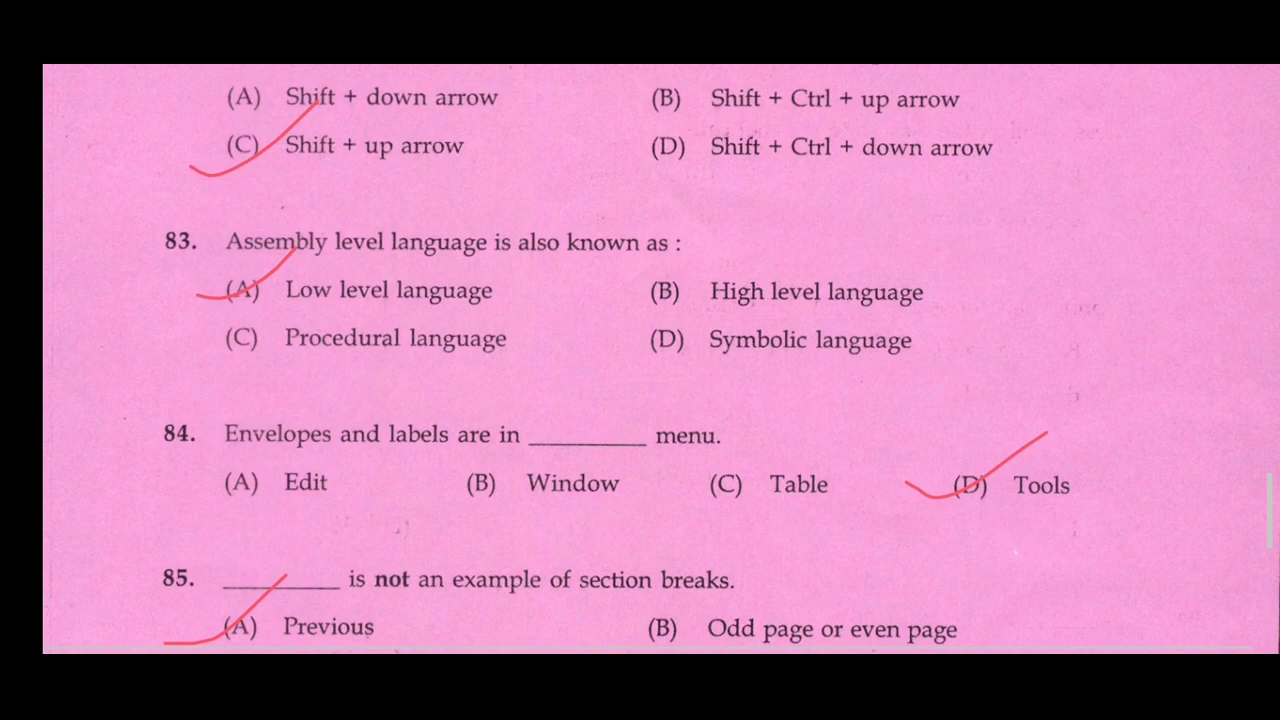 (A) Shift + down arrow (B) Shift + Ctrl + up arrow
(C) Shift + up arrow (D) Shift + Ctrl + down arrow
83. Assembly level language is also known as :
(A) Low level language (B) High level language
(C) Procedural language (D) Symbolic language
84. Envelopes and labels are in ________ menu.
(A) Edit (B) Window (C) Table (D) Tools
85. ________ is not an example of section breaks.
(A) Previous (B) Odd page or even page